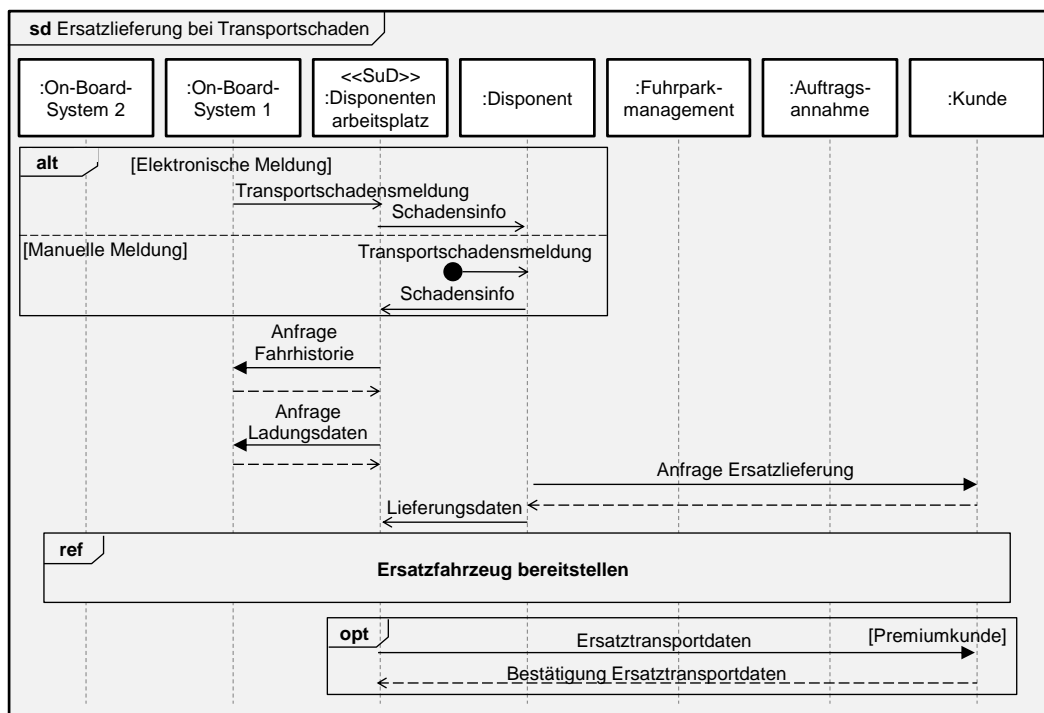 sd Ersatzlieferung bei Transportschaden
:On-Board-
System 2
:On-Board-
System 1
<<SuD>>
:Disponenten
arbeitsplatz
:Disponent
:Fuhrpark-
management
:Auftrags-
annahme
:Kunde
alt
[Elektronische Meldung]
Transportschadensmeldung
Schadensinfo
[Manuelle Meldung]
Transportschadensmeldung
Schadensinfo
Anfrage
Fahrhistorie
Anfrage
Ladungsdaten
Anfrage Ersatzlieferung
Lieferungsdaten
ref
Ersatzfahrzeug bereitstellen
opt
[Premiumkunde]
Ersatztransportdaten
Bestätigung Ersatztransportdaten